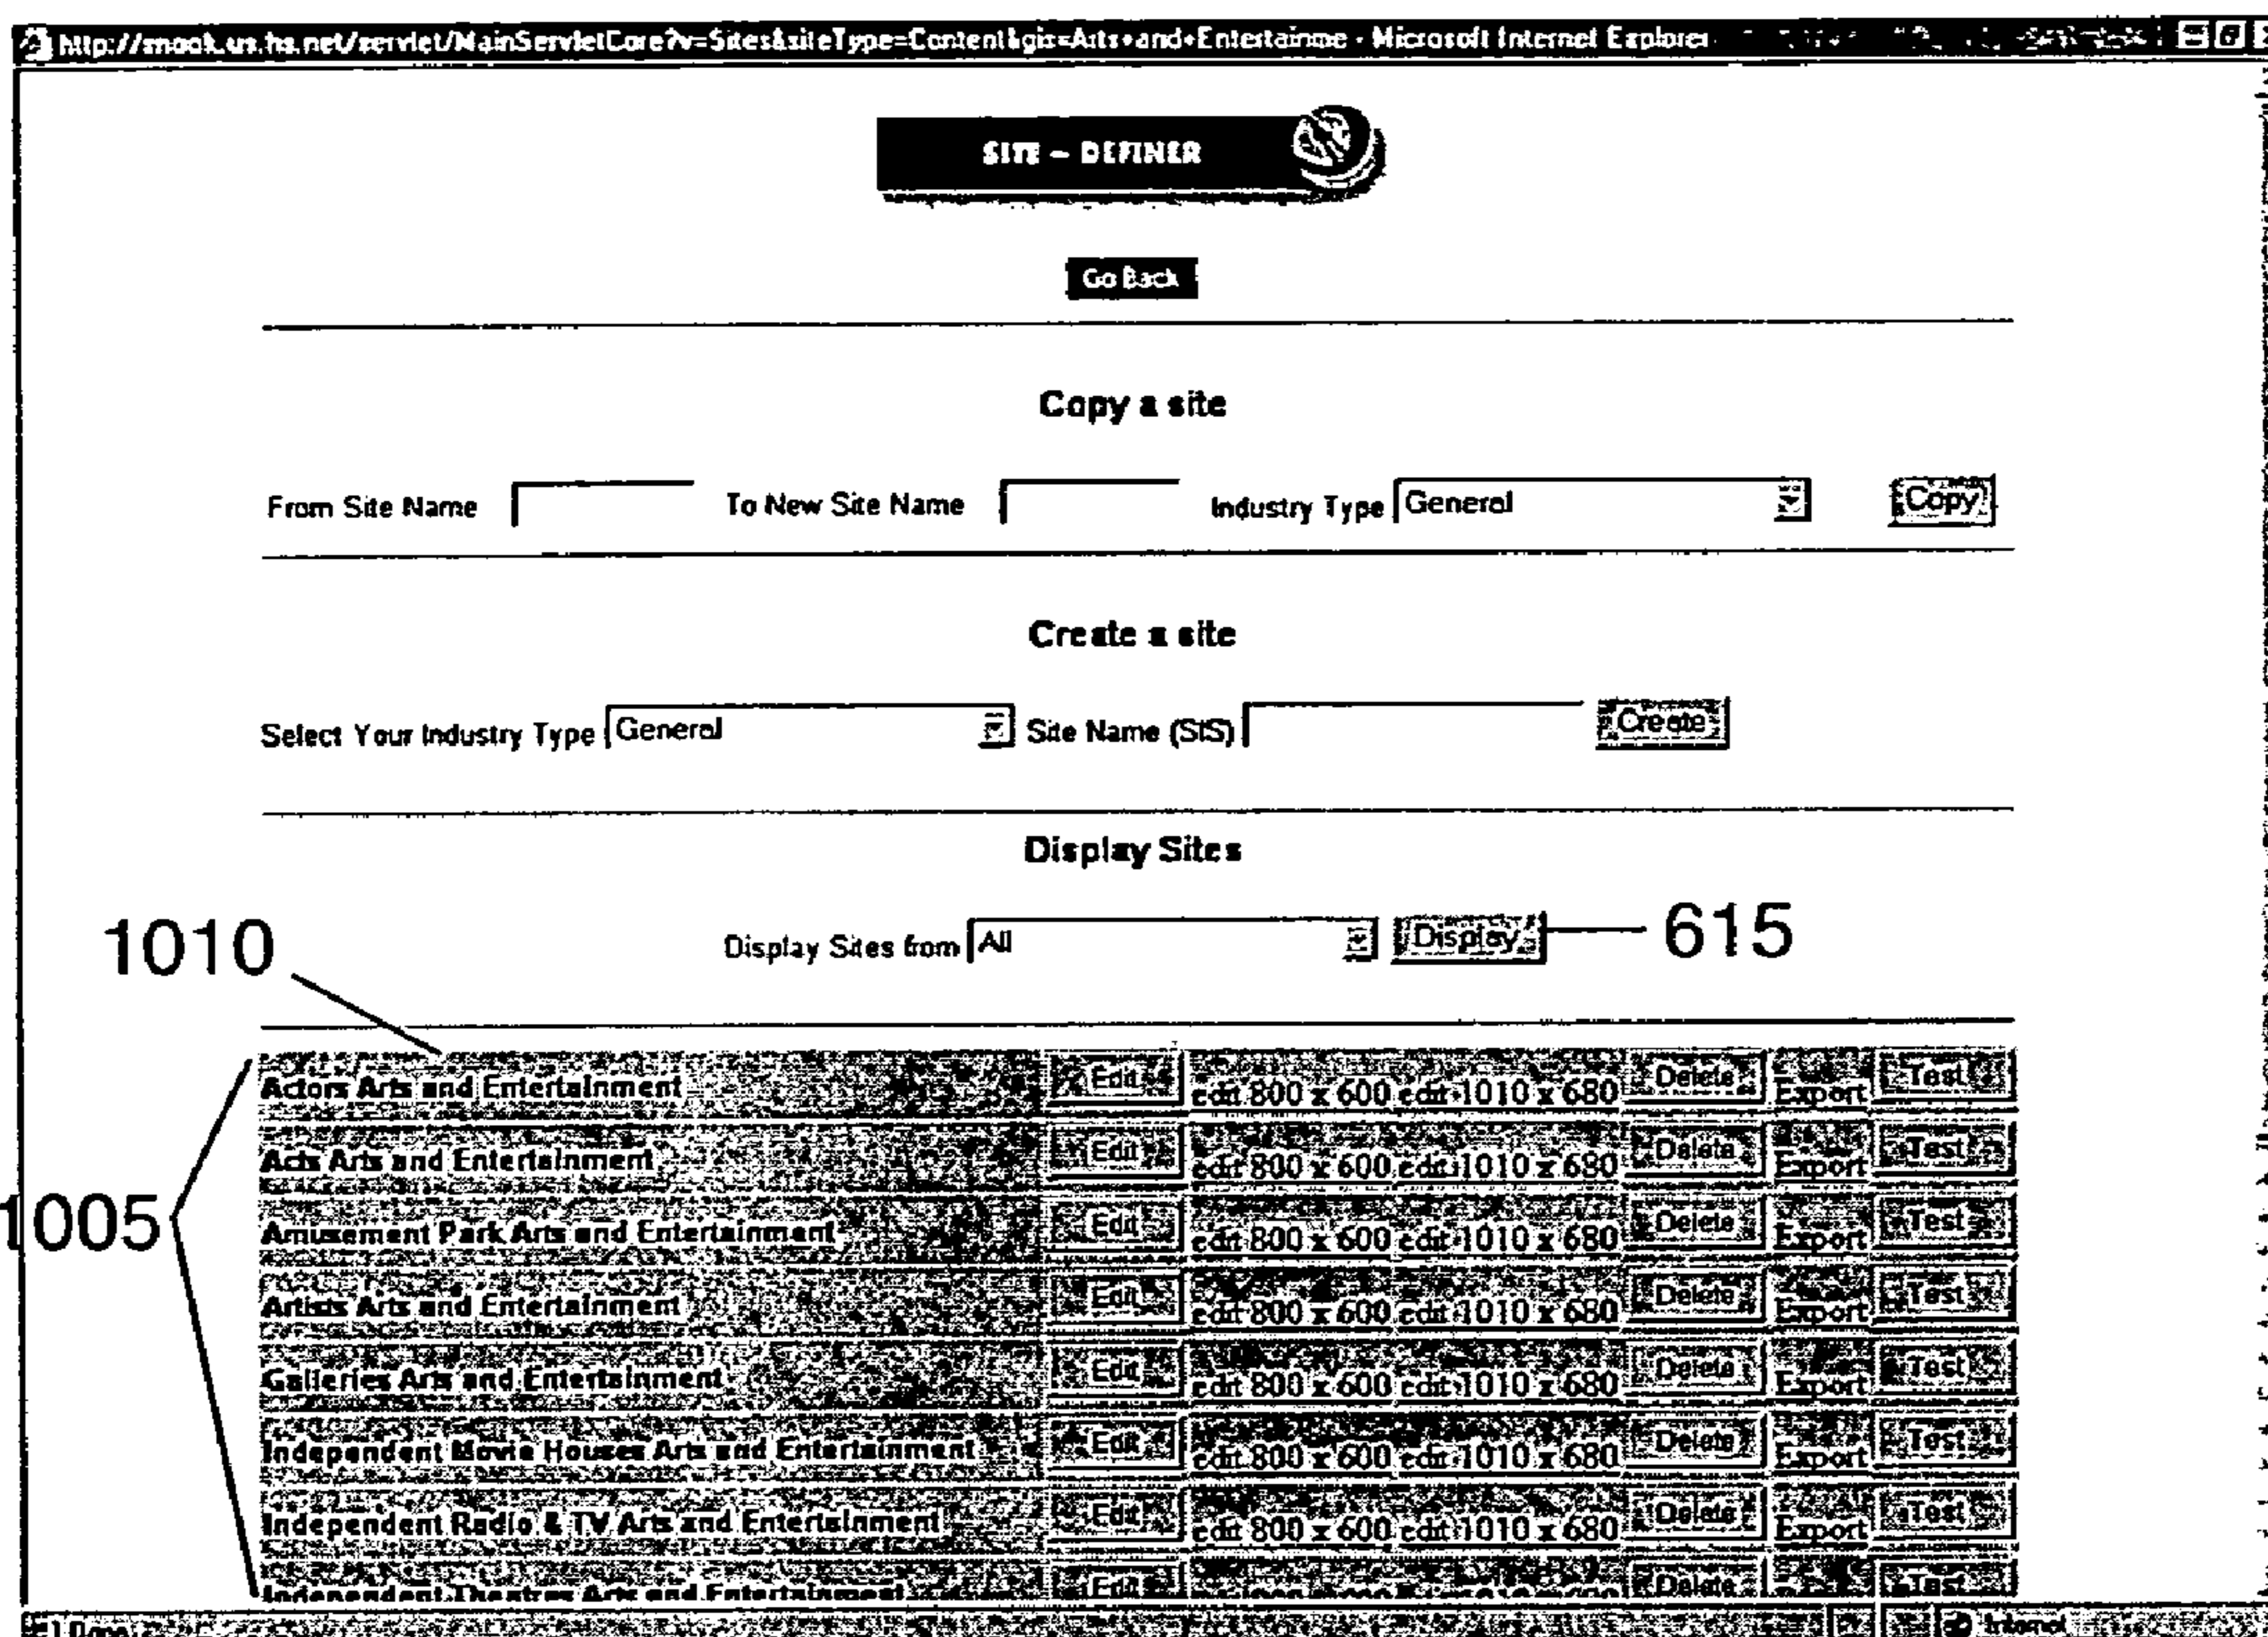 http://smook.us.hs.net/servlet/MainServletCore?v=Sites&siteType=Content&gis=Arts+and+Entertainme - Microsoft Internet Explorer
SITE – DEFINER
Go Back
Copy a site
From Site Name To New Site Name Industry Type General Copy
Create a site
Select Your Industry Type General Site Name (SIS) Create
Display Sites
1010 Display Sites from All Display 615
Actors Arts and Entertainment Edit edit 800 x 600 edit 1010 x 680 Delete Export Test
Acts Arts and Entertainment Edit edit 800 x 600 edit 1010 x 680 Delete Export Test
1005 Amusement Park Arts and Entertainment Edit edit 800 x 600 edit 1010 x 680 Delete Export Test
Artists Arts and Entertainment Edit edit 800 x 600 edit 1010 x 680 Delete Export Test
Galleries Arts and Entertainment Edit edit 800 x 600 edit 1010 x 680 Delete Export Test
Independent Movie Houses Arts and Entertainment Edit edit 800 x 600 edit 1010 x 680 Delete Export Test
Independent Radio & TV Arts and Entertainment Edit edit 800 x 600 edit 1010 x 680 Delete Export Test
Independent Theatres Arts and Entertainment Edit Delete Test
Done Internet